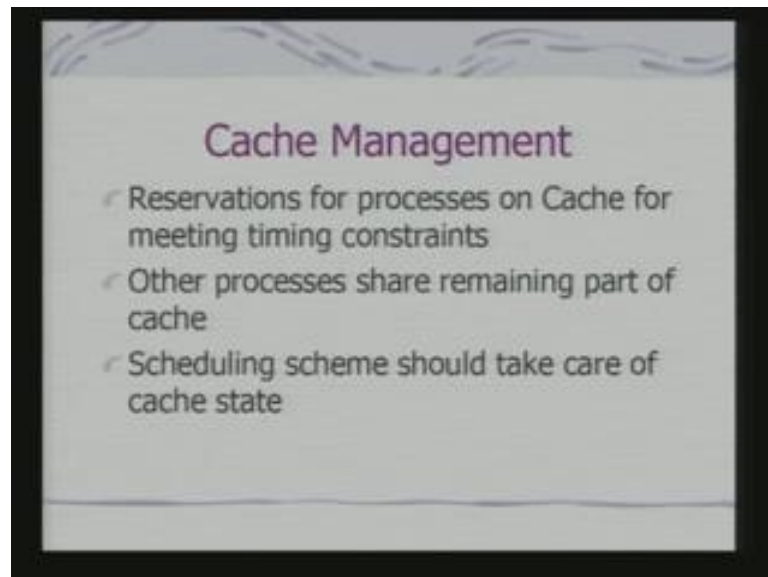 Cache Management
Reservations for processes on Cache for
meeting timing constraints
Other processes share remaining part of
cache
Scheduling scheme should take care of
cache state